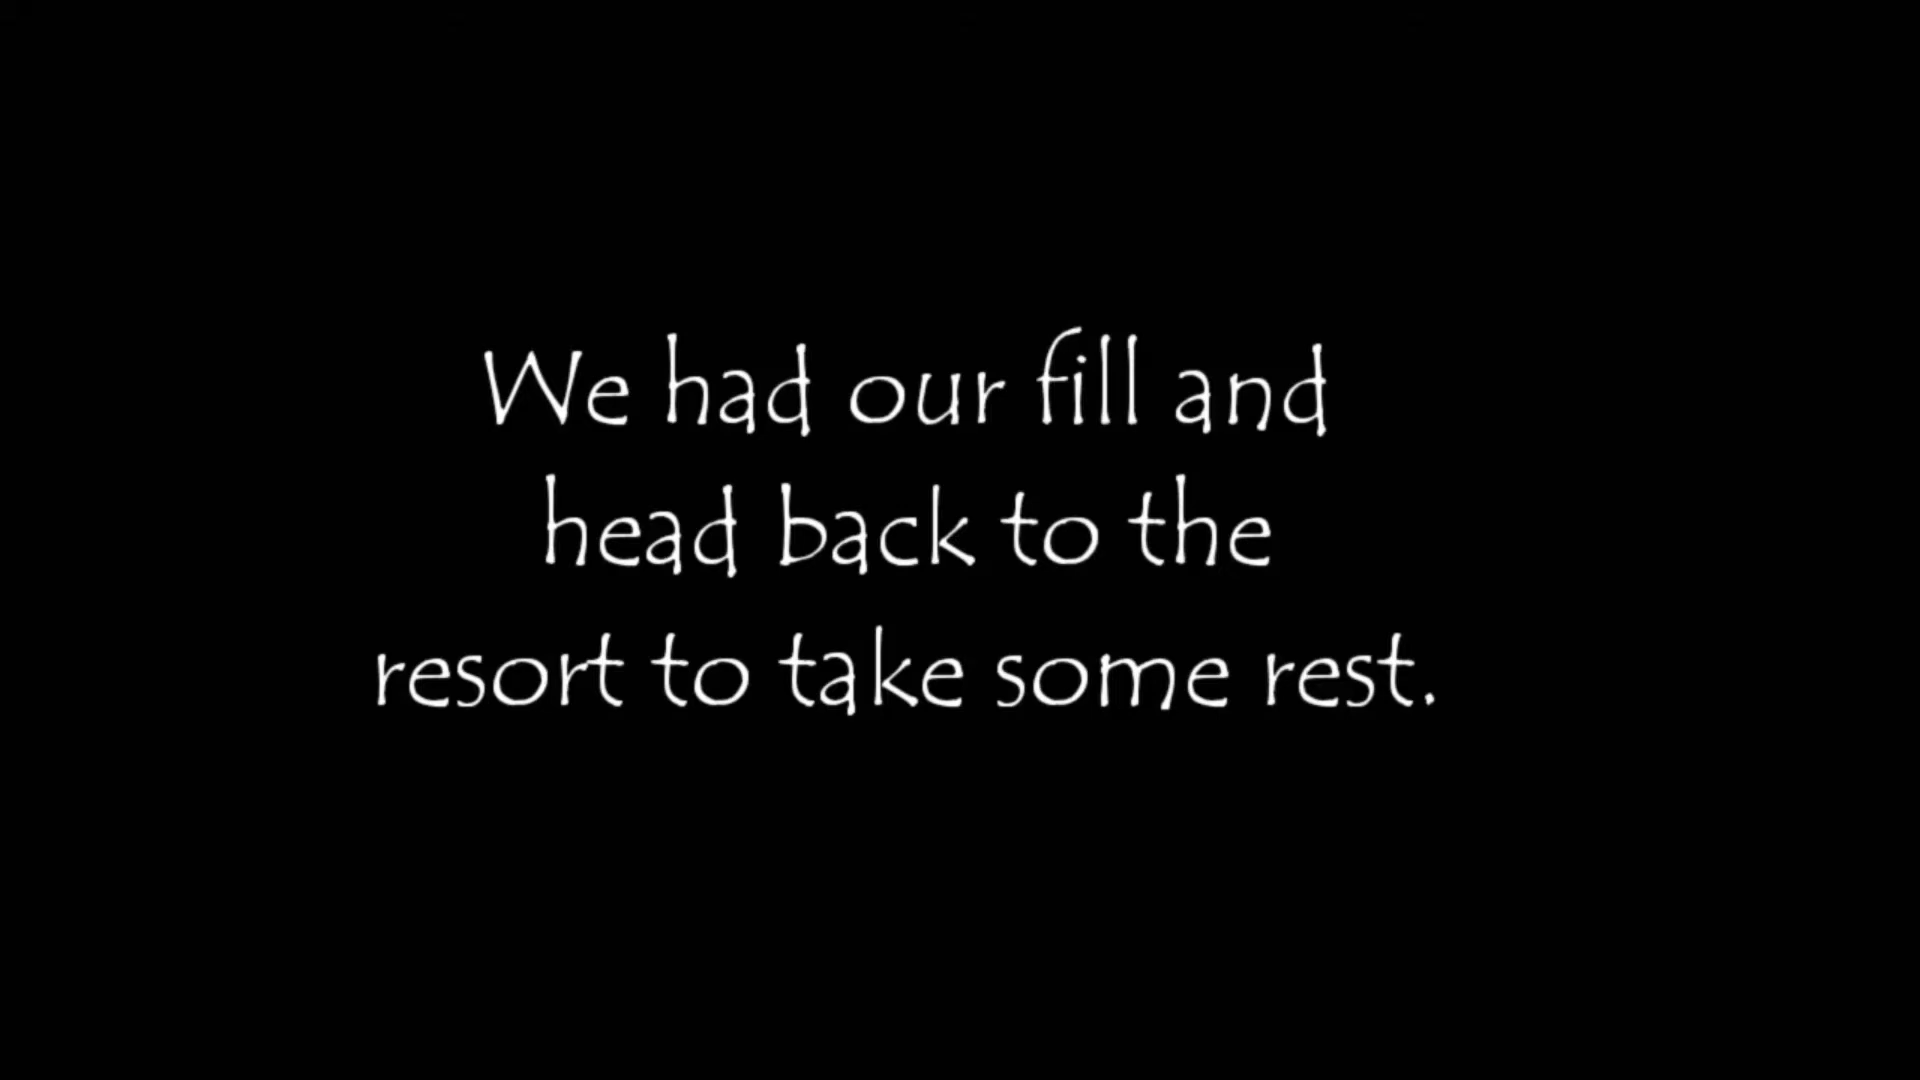 We had our fill and
head back to the
resort to take some rest.